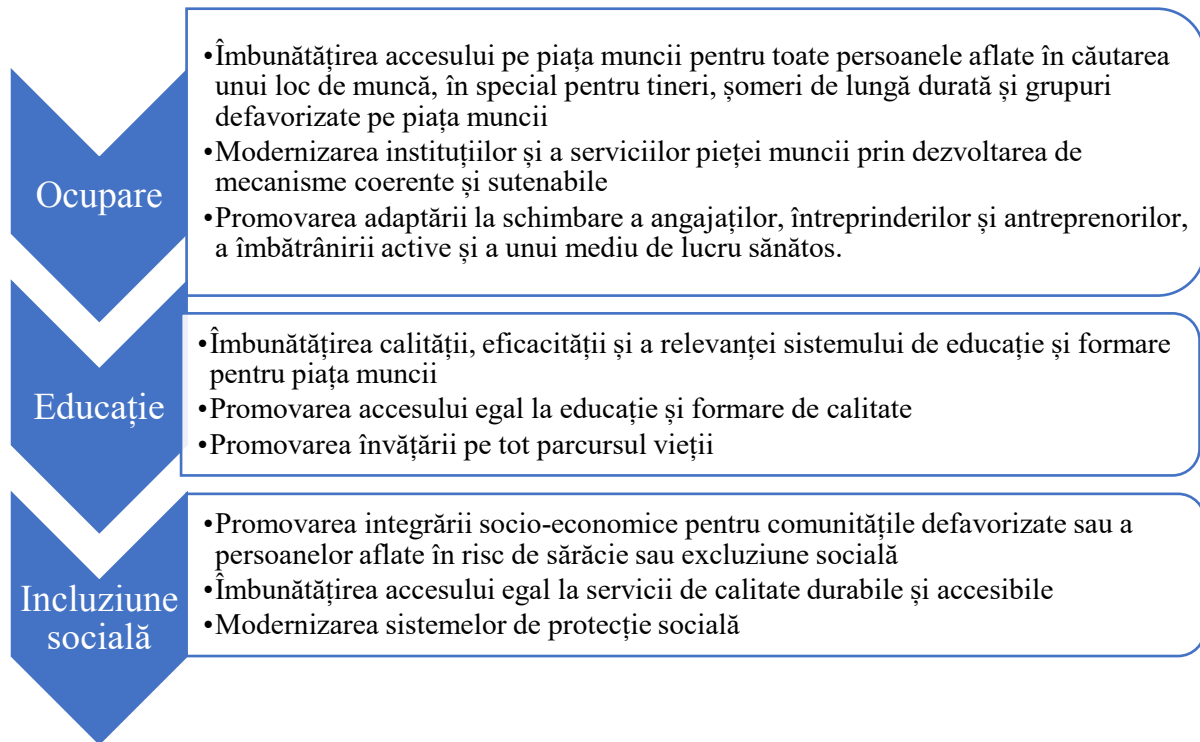 Ocupare
•Îmbunătățirea accesului pe piața muncii pentru toate persoanele aflate în căutarea
unui loc de muncă, în special pentru tineri, șomeri de lungă durată și grupuri
defavorizate pe piața muncii
•Modernizarea instituțiilor și a serviciilor pieței muncii prin dezvoltarea de
mecanisme coerente și sutenabile
•Promovarea adaptării la schimbare a angajaților, întreprinderilor și antreprenorilor,
a îmbătrânirii active și a unui mediu de lucru sănătos.
Educație
•Îmbunătățirea calității, eficacității și a relevanței sistemului de educație și formare
pentru piața muncii
•Promovarea accesului egal la educație și formare de calitate
•Promovarea învățării pe tot parcursul vieții
Incluziune
socială
•Promovarea integrării socio-economice pentru comunitățile defavorizate sau a
persoanelor aflate în risc de sărăcie sau excluziune socială
•Îmbunătățirea accesului egal la servicii de calitate durabile și accesibile
•Modernizarea sistemelor de protecție socială